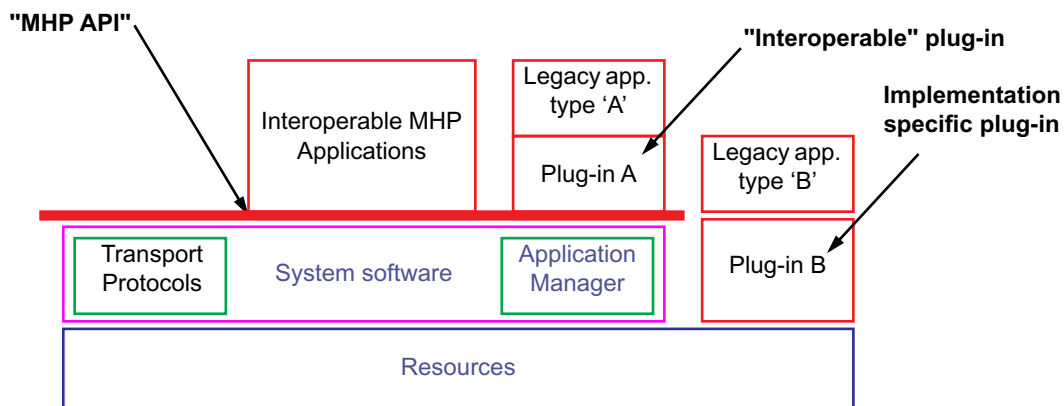 "MHP API"
"Interoperable" plug-in
Implementation
specific plug-in
Interoperable MHP
Applications
Legacy app.
type ‘A’
Plug-in A
Legacy app.
type ‘B’
Plug-in B
Transport
Protocols
System software
Application
Manager
Resources